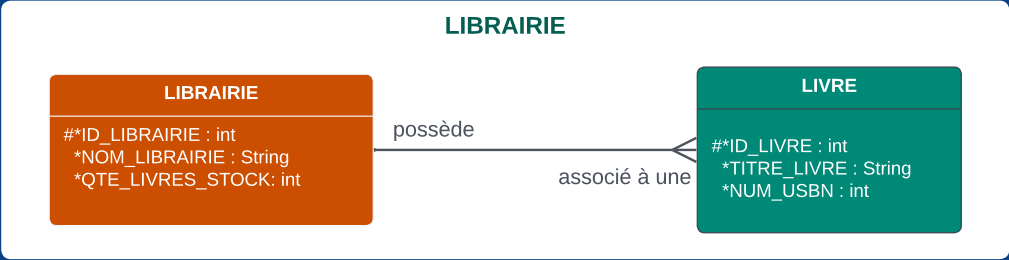 LIBRAIRIE
LIBRAIRIE
#*ID_LIBRAIRIE : int
*NOM_LIBRAIRIE : String
*QTE_LIVRES_STOCK: int
possède
associé à une
LIVRE
#*ID_LIVRE : int
*TITRE_LIVRE : String
*NUM_USBN : int